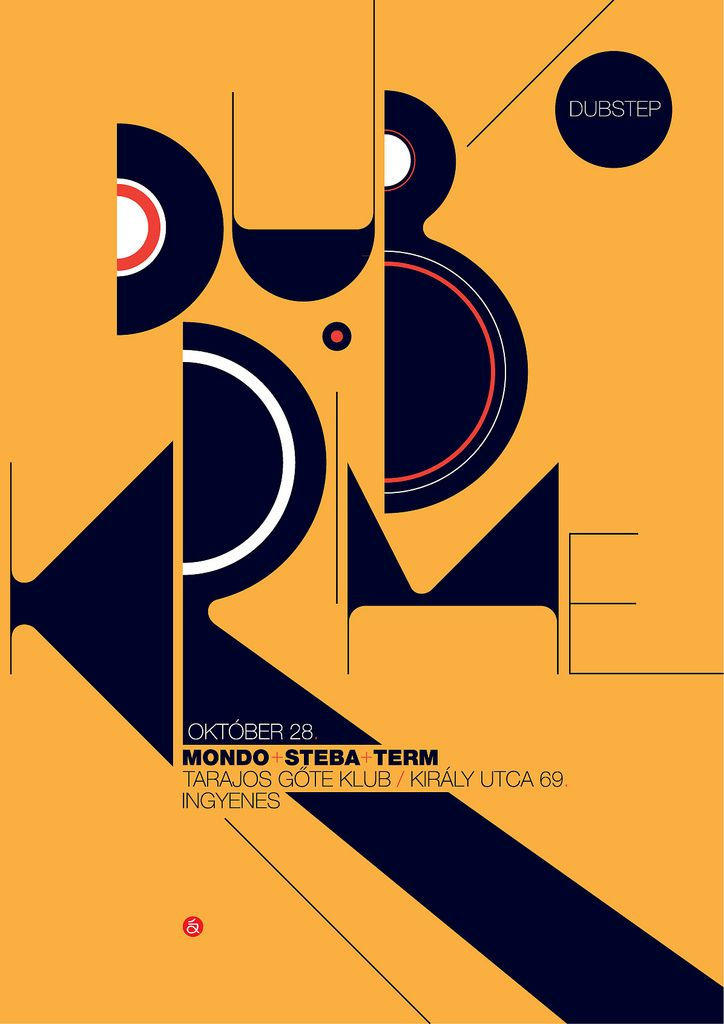 DUBSTEP
DUB
KRIME
OKTÓBER 28.
MONDO+STEBA+TERM
TARAJOS GŐTE KLUB / KIRÁLY UTCA 69.
INGYENES